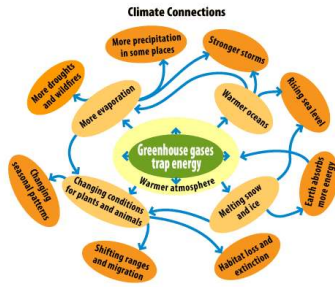 Climate Connections
More precipitation
in some places
Stronger storms
More droughts
and wildfires
More evaporation
Warmer oceans
Rising sea level
Greenhouse gases
trap energy
Warmer atmosphere
Earth absorbs
more energy
Changing
seasonal patterns
Changing conditions
for plants and animals
Melting snow
and ice
Shifting ranges
and migration
Habitat loss and
extinction